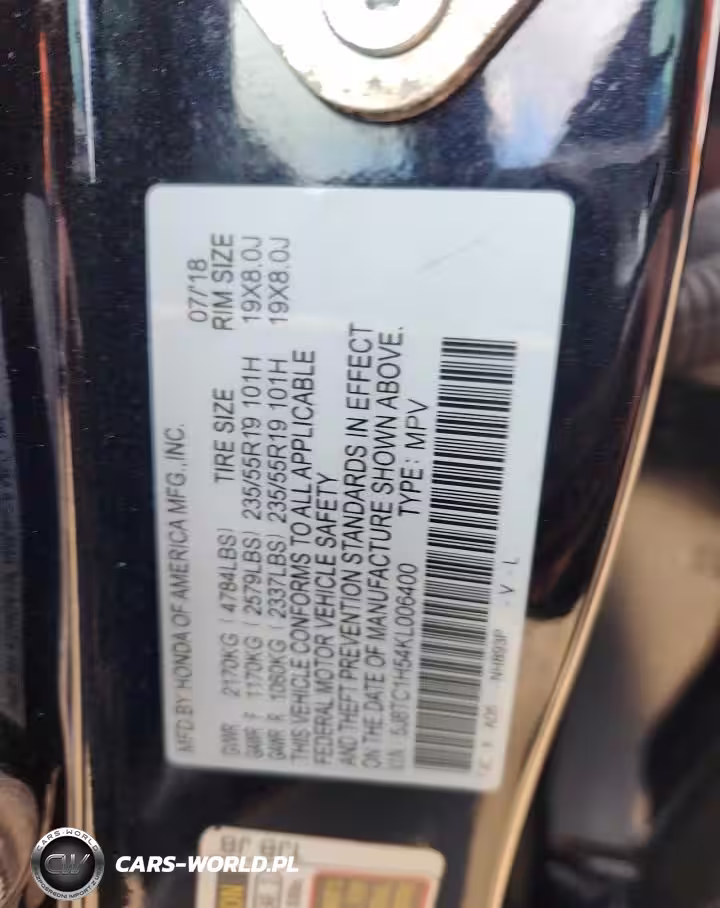 MFD.BY HONDA OF AMERICA MFG.,INC. 07/'18
TIRE SIZE RIM SIZE
GVWR 2170KG (4784LBS)
GAWR F 1170KG (2579LBS) 235/55R19 101H 19X8.0J
GAWR R 1060KG (2337LBS) 235/55R19 101H 19X8.0J
THIS VEHICLE CONFORMS TO ALL APPLICABLE
FEDERAL MOTOR VEHICLE SAFETY
AND THEFT PREVENTION STANDARDS IN EFFECT
ON THE DATE OF MANUFACTURE SHOWN ABOVE.
V.I.N. 5J8TC1H54KL006400 TYPE: MPV
NH893P - V - L
CARS-WORLD
CW
CARS-WORLD.PL